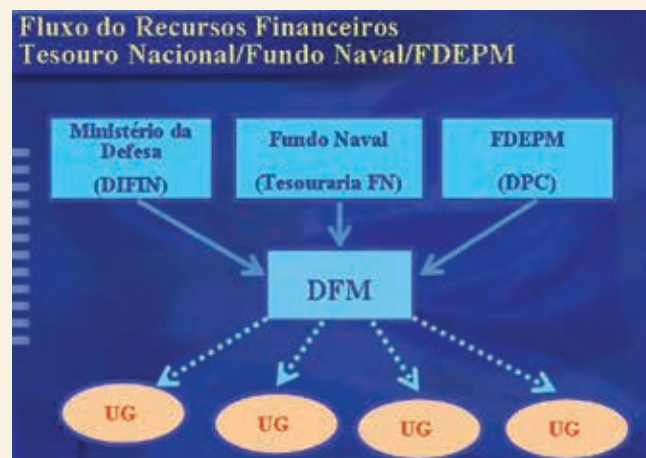 Fluxo do Recursos Financeiros
Tesouro Nacional/Fundo Naval/FDEPM
Ministério da
Defesa
(DIFIN)
Fundo Naval
(Tesouraria FN)
FDEPM
(DPC)
DFM
UG
UG
UG
UG